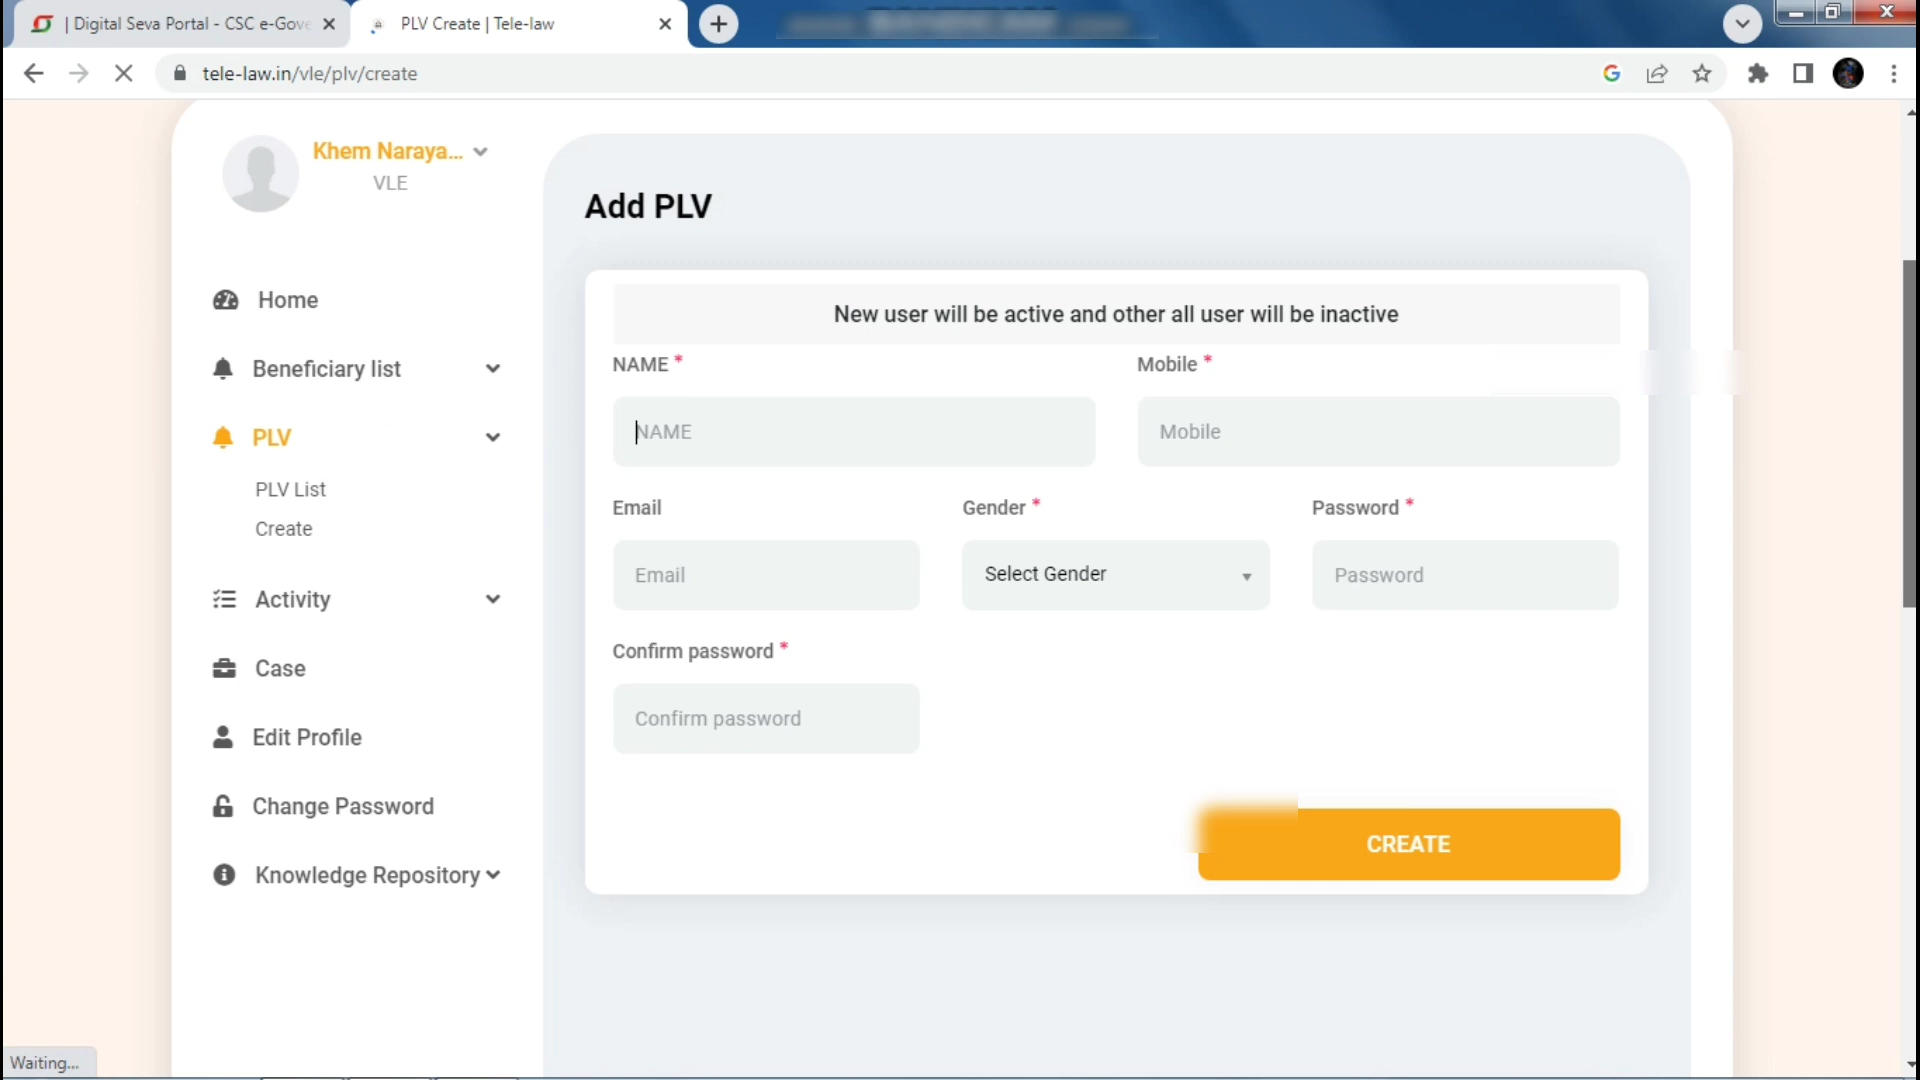 | Digital Seva Portal - CSC e-Gove
PLV Create | Tele-law
tele-law.in/vle/plv/create
Khem Naraya...
VLE
Home
Beneficiary list
PLV
PLV List
Create
Activity
Case
Edit Profile
Change Password
Knowledge Repository
Add PLV
New user will be active and other all user will be inactive
NAME *
Mobile *
NAME
Mobile
Email
Gender *
Password *
Email
Select Gender
Password
Confirm password *
Confirm password
CREATE
Waiting...